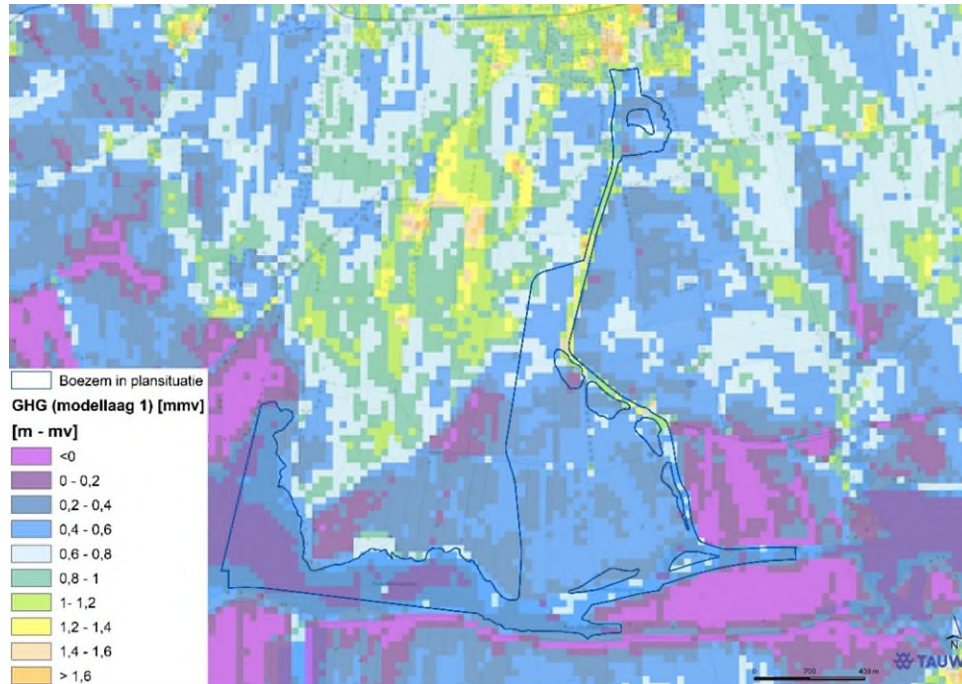 Boezem in plansituatie
GHG (modellaag 1) [mmv]
[m - mv]
<0
0 - 0,2
0,2 - 0,4
0,4 - 0,6
0,6 - 0,8
0,8 - 1
1- 1,2
1,2 - 1,4
1,4 - 1,6
> 1,6
N
TAUW
0
400 m